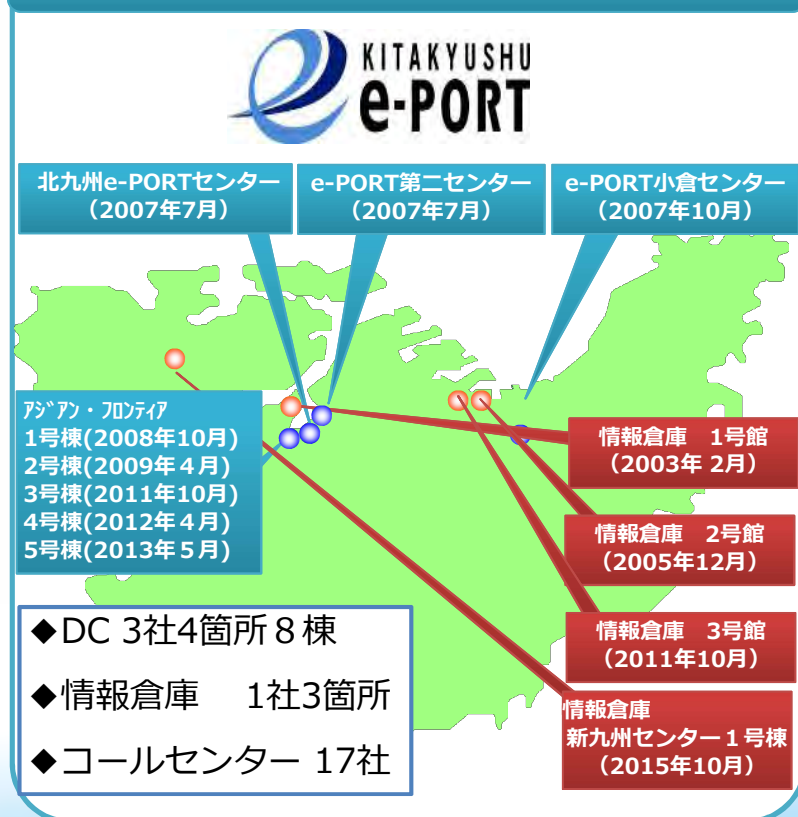 KITAKYUSHU
e-PORT
北九州e-PORTセンター
（2007年7月）
e-PORT第二センター
（2007年7月）
e-PORT小倉センター
（2007年10月）
ｱｼﾞｱﾝ・ﾌﾛﾝﾃｨｱ
1号棟(2008年10月)
2号棟(2009年４月)
3号棟(2011年10月)
4号棟(2012年４月)
5号棟(2013年５月)
情報倉庫　1号館
（2003年 2月）
情報倉庫　2号館
（2005年12月）
情報倉庫　3号館
（2011年10月）
情報倉庫
新九州センター１号棟
（2015年10月）
◆DC 3社4箇所８棟
◆情報倉庫　1社3箇所
◆コールセンター 17社